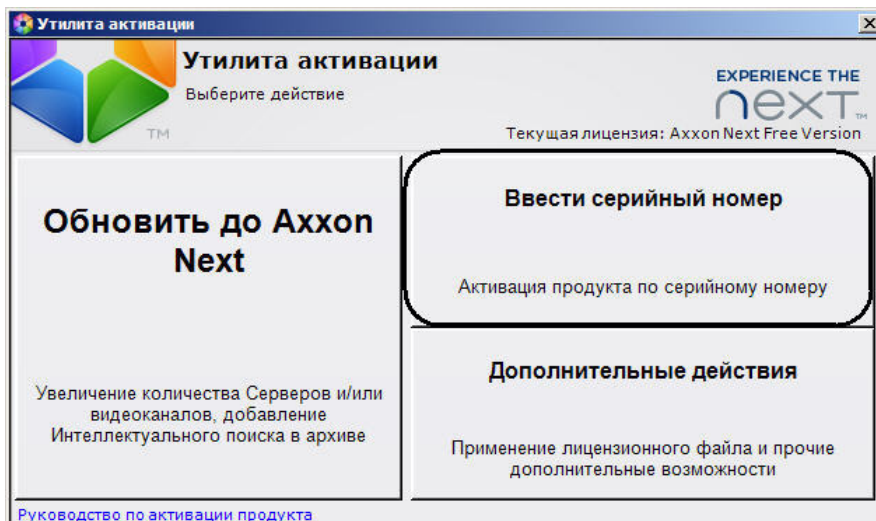 Утилита активации
Утилита активации
Выберите действие
TM
EXPERIENCE THE
next TM
Текущая лицензия: Axxon Next Free Version
Обновить до Axxon
Next
Увеличение количества Серверов и/или
видеоканалов, добавление
Интеллектуального поиска в архиве
Ввести серийный номер
Активация продукта по серийному номеру
Дополнительные действия
Применение лицензионного файла и прочие
дополнительные возможности
Руководство по активации продукта